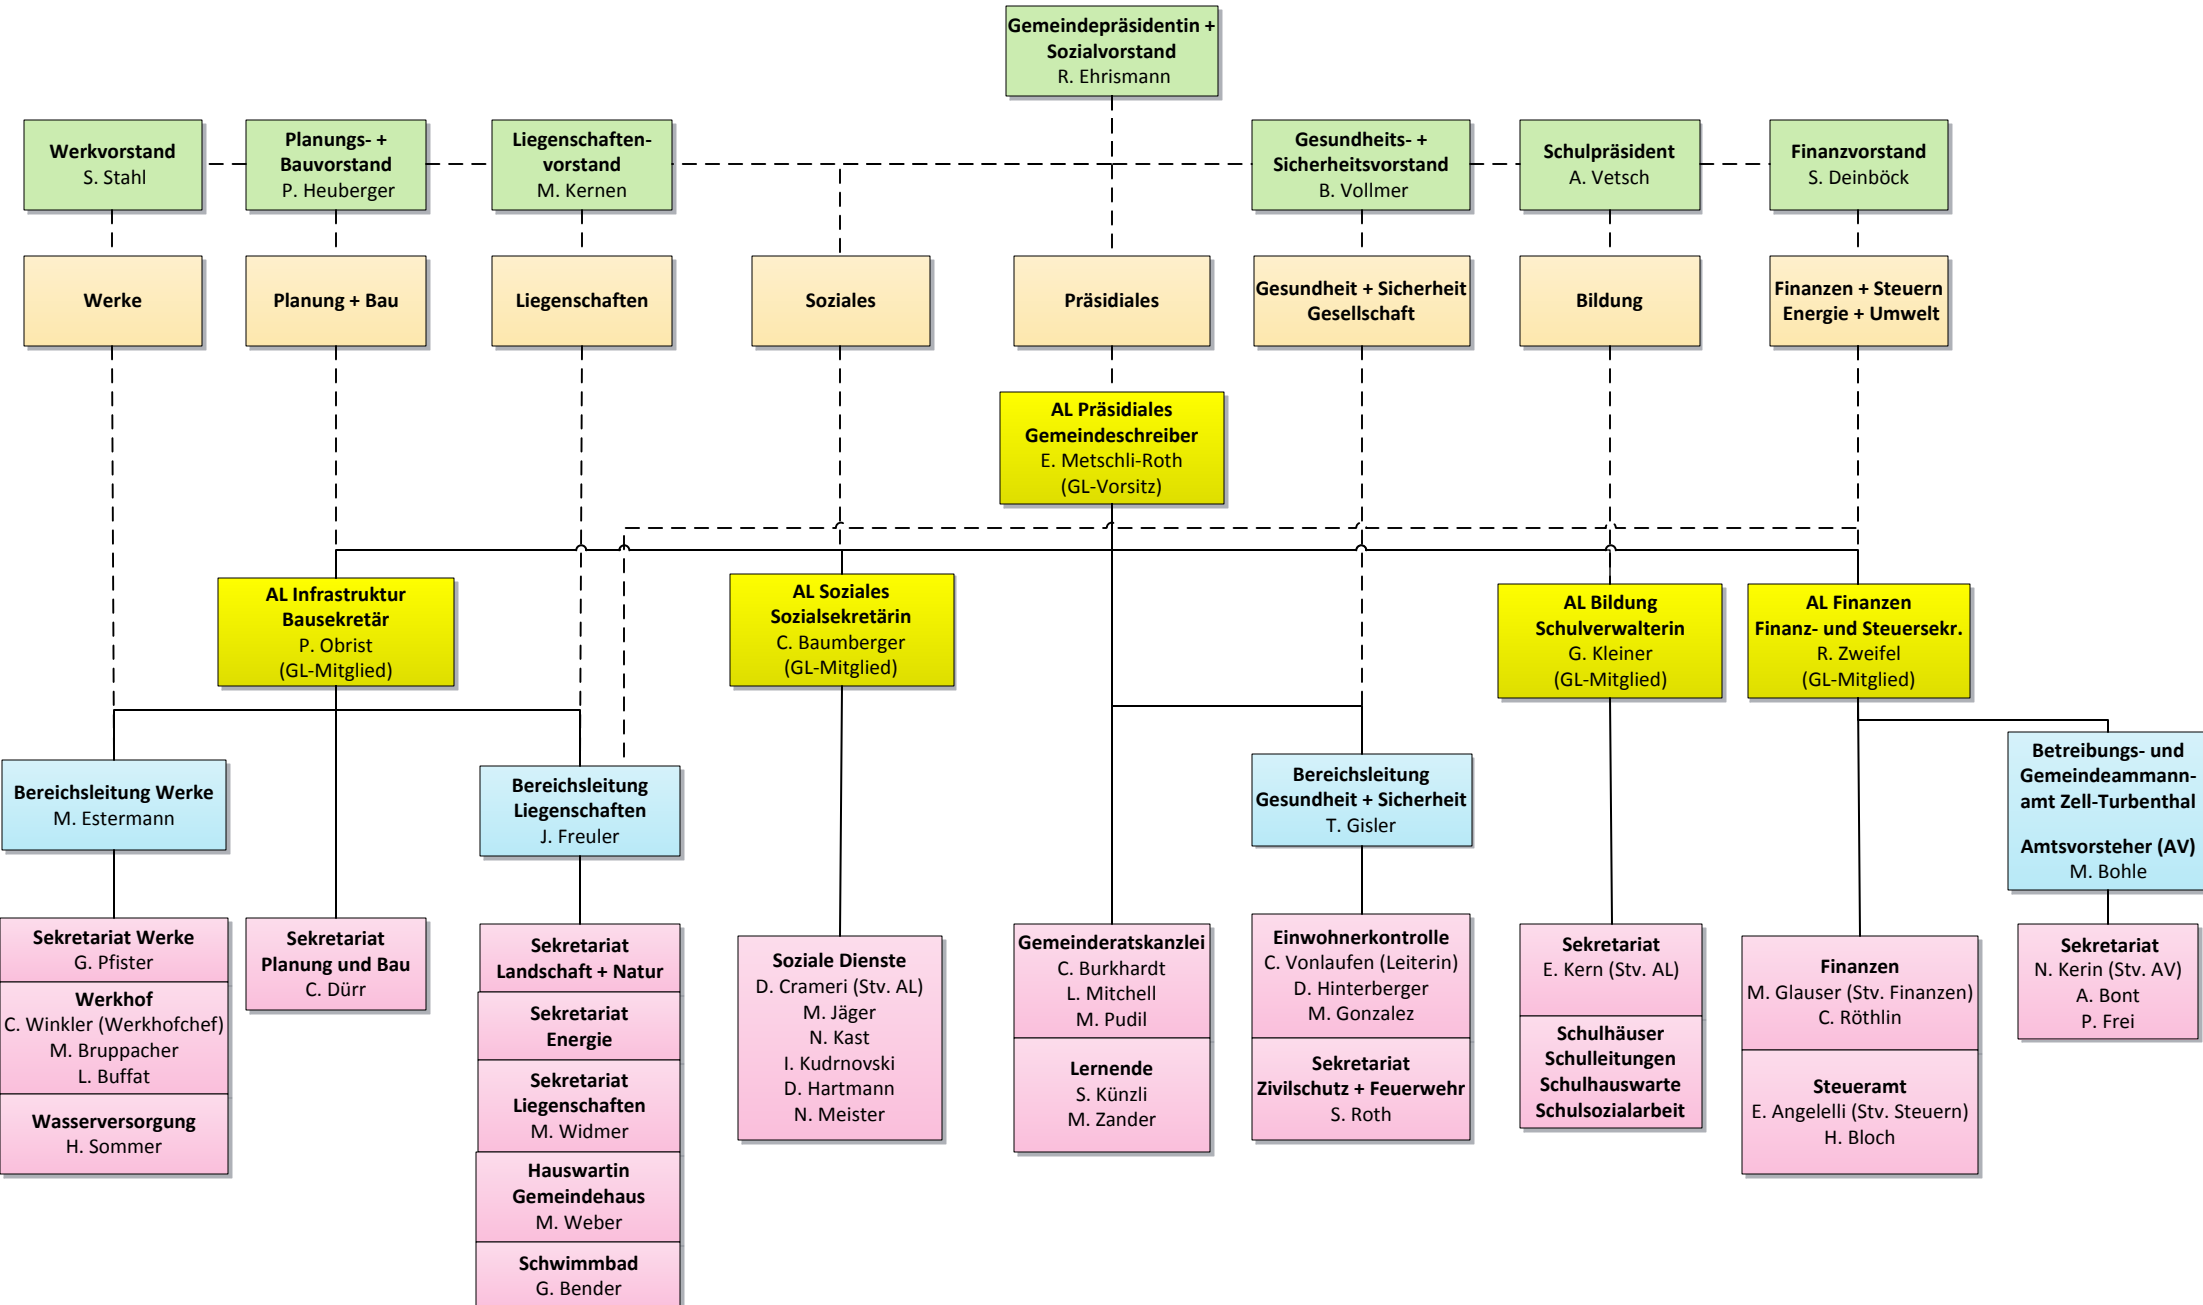 Gemeindepräsidentin +
Sozialvorstand
R. Ehrismann
Werkvorstand
S. Stahl
Planungs- +
Bauvorstand
P. Heuberger
Liegenschaften-
vorstand
M. Kernen
Gesundheits- +
Sicherheitsvorstand
B. Vollmer
Schulpräsident
A. Vetsch
Finanzvorstand
S. Deinböck
Werke
Planung + Bau
Liegenschaften
Soziales
Präsidiales
Gesundheit + Sicherheit
Gesellschaft
Bildung
Finanzen + Steuern
Energie + Umwelt
AL Präsidiales
Gemeindeschreiber
E. Metschli-Roth
(GL-Vorsitz)
AL Infrastruktur
Bausekretär
P. Obrist
(GL-Mitglied)
AL Soziales
Sozialsekretärin
C. Baumberger
(GL-Mitglied)
AL Bildung
Schulverwalterin
G. Kleiner
(GL-Mitglied)
AL Finanzen
Finanz- und Steuersekr.
R. Zweifel
(GL-Mitglied)
Bereichsleitung Werke
M. Estermann
Bereichsleitung
Liegenschaften
J. Freuler
Bereichsleitung
Gesundheit + Sicherheit
T. Gisler
Betreibungs- und
Gemeindeammann-
amt Zell-Turbenthal
Amtsvorsteher (AV)
M. Bohle
Sekretariat Werke
G. Pfister
Werkhof
C. Winkler (Werkhofchef)
M. Bruppacher
L. Buffat
Wasserversorgung
H. Sommer
Sekretariat
Planung und Bau
C. Dürr
Sekretariat
Landschaft + Natur
Sekretariat
Energie
Sekretariat
Liegenschaften
M. Widmer
Hauswartin
Gemeindehaus
M. Weber
Schwimmbad
G. Bender
Soziale Dienste
D. Crameri (Stv. AL)
M. Jäger
N. Kast
I. Kudrnovski
D. Hartmann
N. Meister
Gemeinderatskanzlei
C. Burkhardt
L. Mitchell
M. Pudil
Lernende
S. Künzli
M. Zander
Einwohnerkontrolle
C. Vonlaufen (Leiterin)
D. Hinterberger
M. Gonzalez
Sekretariat
Zivilschutz + Feuerwehr
S. Roth
Sekretariat
E. Kern (Stv. AL)
Schulhäuser
Schulleitungen
Schulhauswarte
Schulsozialarbeit
Finanzen
M. Glauser (Stv. Finanzen)
C. Röthlin
Steueramt
E. Angelelli (Stv. Steuern)
H. Bloch
Sekretariat
N. Kerin (Stv. AV)
A. Bont
P. Frei